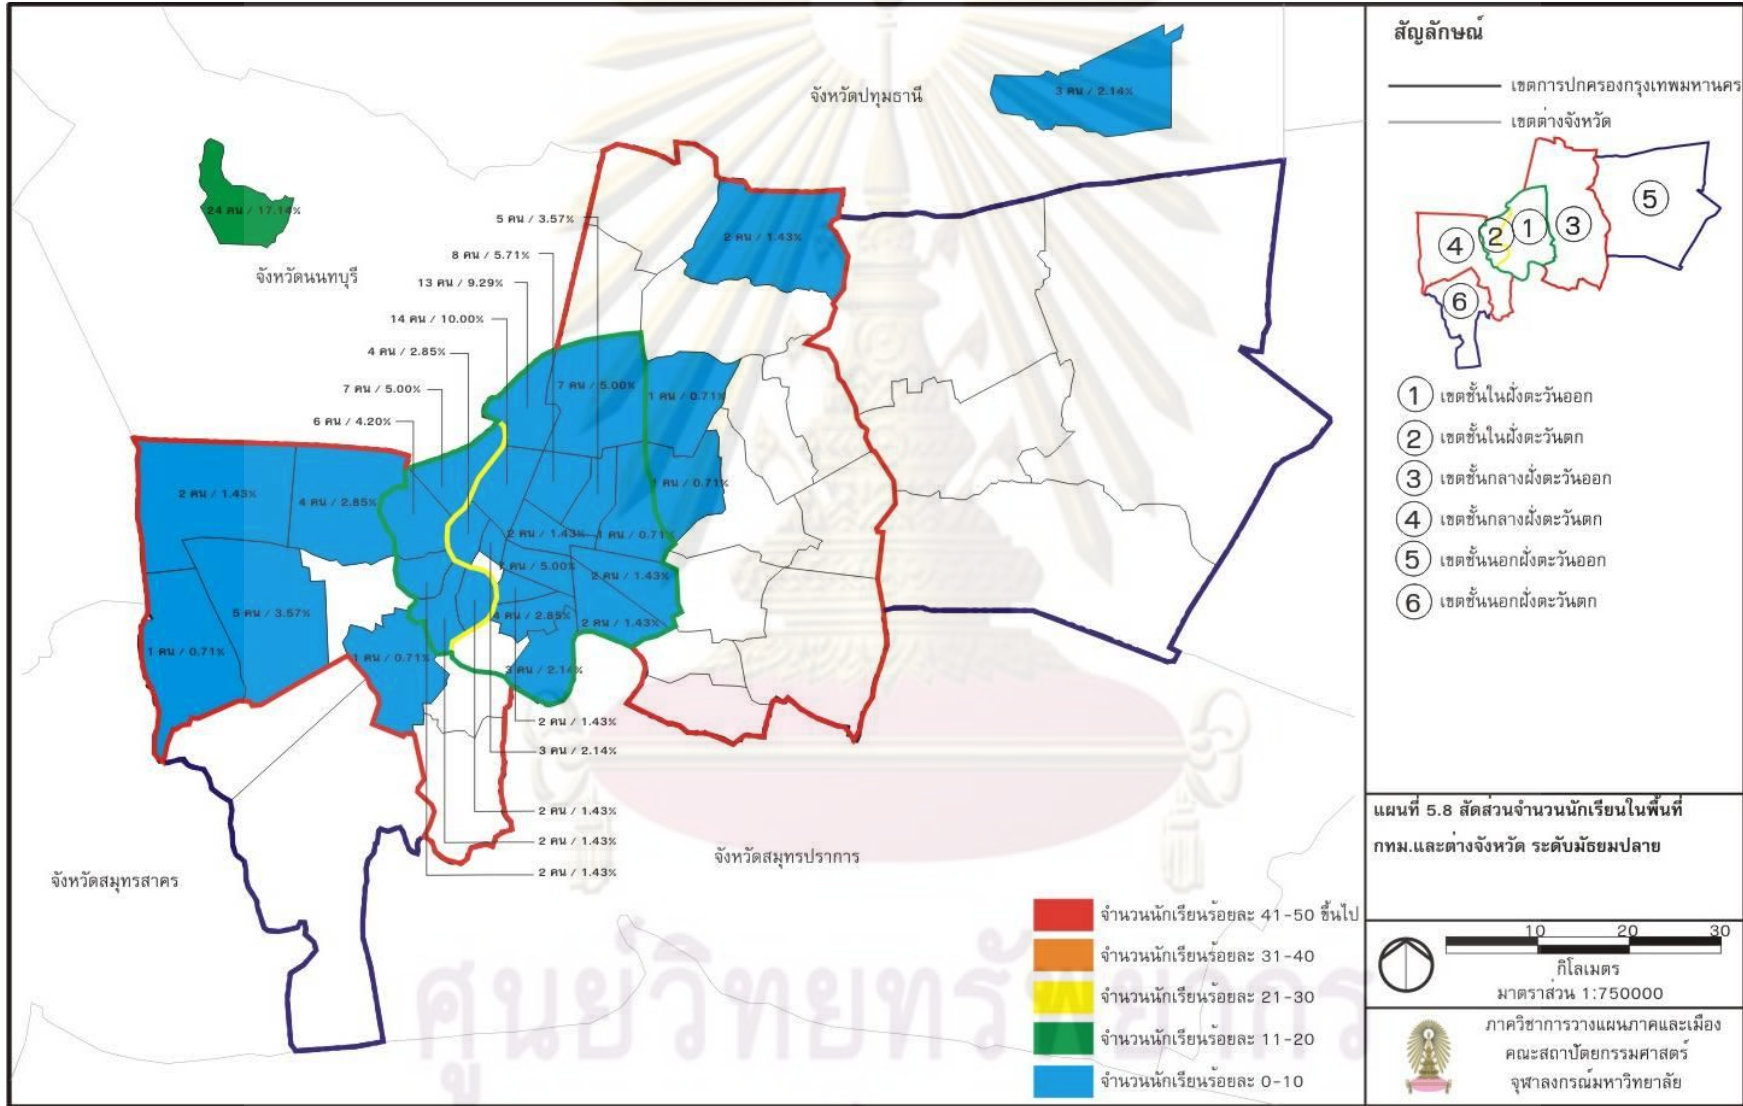 จังหวัดปทุมธานี
3 คน / 2.14%
24 คน / 17.14%
จังหวัดนนทบุรี
5 คน / 3.57%
2 คน / 1.43%
8 คน / 5.71%
13 คน / 9.29%
14 คน / 10.00%
4 คน / 2.85%
7 คน / 5.00%
6 คน / 4.20%
7 คน / 5.00%
1 คน / 0.71%
2 คน / 1.43%
4 คน / 2.85%
1 คน / 0.71%
2 คน / 1.43%
1 คน / 0.71%
7 คน / 5.00%
2 คน / 1.43%
5 คน / 3.57%
4 คน / 2.85%
2 คน / 1.43%
1 คน / 0.71%
1 คน / 0.71%
3 คน / 2.14%
2 คน / 1.43%
3 คน / 2.14%
2 คน / 1.43%
2 คน / 1.43%
2 คน / 1.43%
จังหวัดสมุทรปราการ
จังหวัดสมุทรสาคร
จำนวนนักเรียนร้อยละ 41-50 ขึ้นไป
จำนวนนักเรียนร้อยละ 31-40
จำนวนนักเรียนร้อยละ 21-30
จำนวนนักเรียนร้อยละ 11-20
จำนวนนักเรียนร้อยละ 0-10
ศูนย์วิทยทรัพยากร
สัญลักษณ์
เขตการปกครองกรุงเทพมหานคร
เขตต่างจังหวัด
5
3
1
2
4
6
1 เขตชั้นในฝั่งตะวันออก
2 เขตชั้นในฝั่งตะวันตก
3 เขตชั้นกลางฝั่งตะวันออก
4 เขตชั้นกลางฝั่งตะวันตก
5 เขตชั้นนอกฝั่งตะวันออก
6 เขตชั้นนอกฝั่งตะวันตก
แผนที่ 5.8 สัดส่วนจำนวนนักเรียนในพื้นที่
กทม.และต่างจังหวัด ระดับมัธยมปลาย
10 20 30
กิโลเมตร
มาตราส่วน 1:750000
ภาควิชาการวางแผนภาคและเมือง
คณะสถาปัตยกรรมศาสตร์
จุฬาลงกรณ์มหาวิทยาลัย